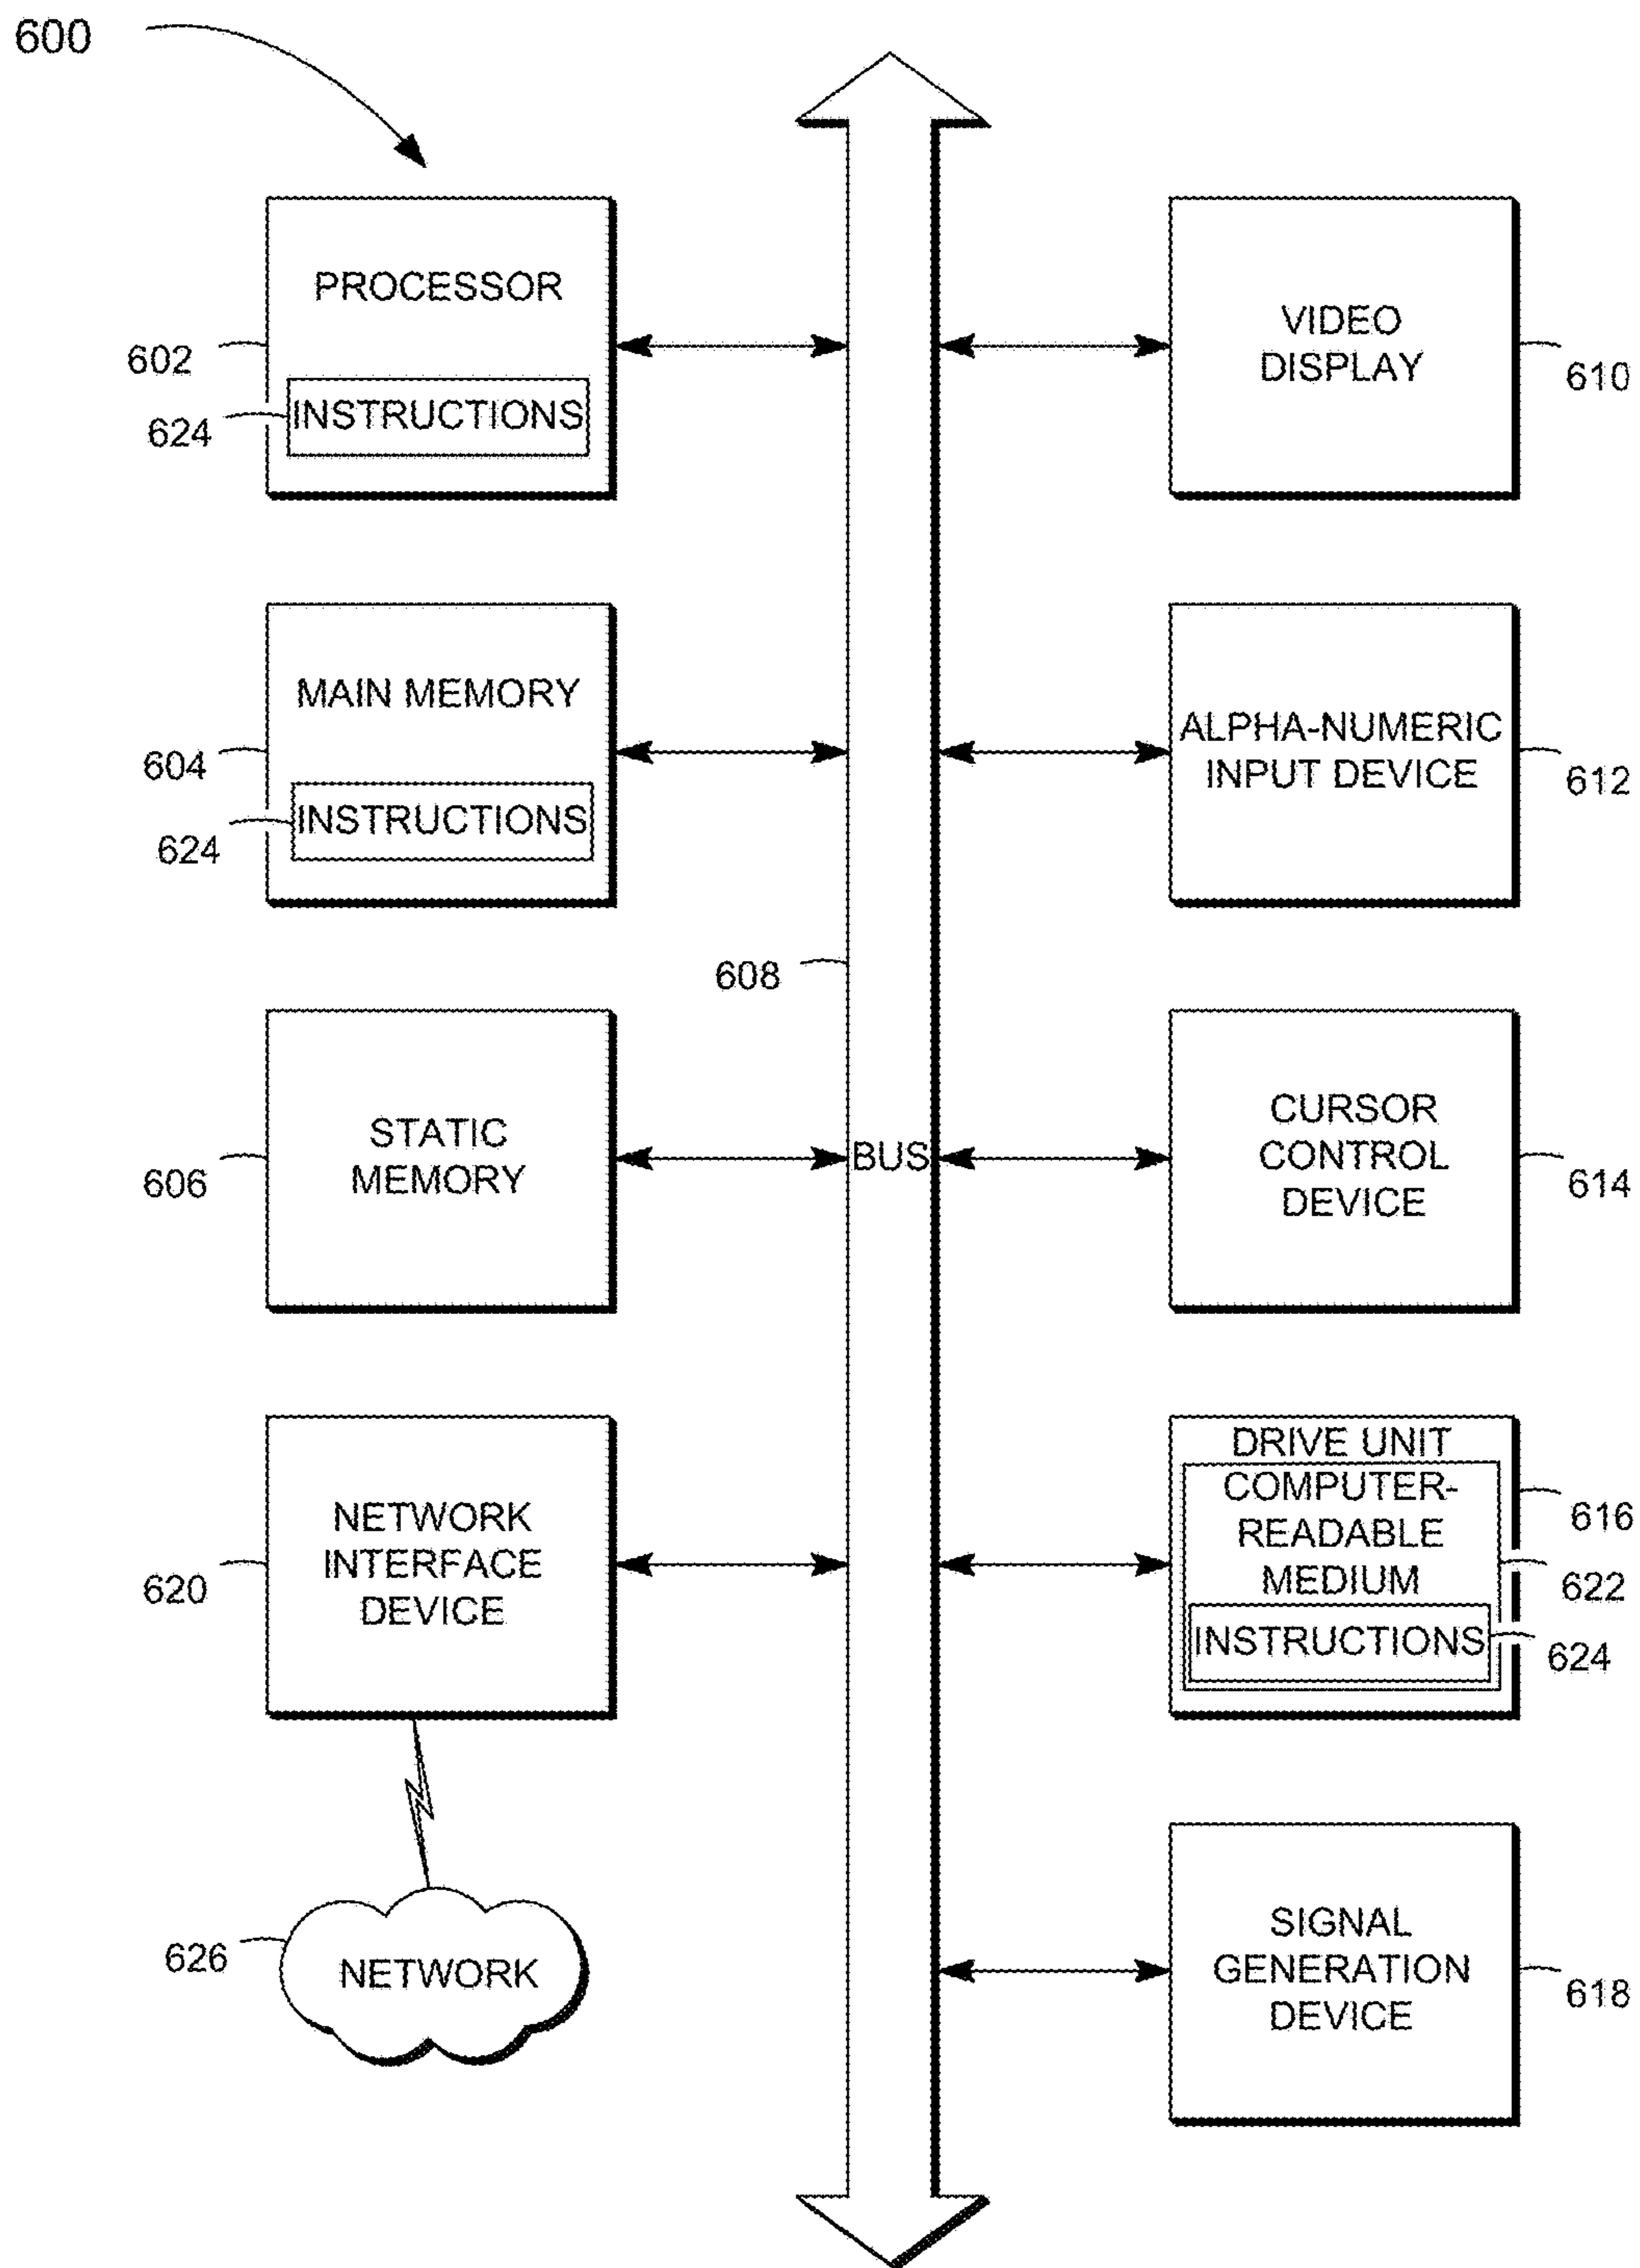 600
PROCESSOR
602
INSTRUCTIONS
624
MAIN MEMORY
604
INSTRUCTIONS
624
608
STATIC
MEMORY
606
NETWORK
INTERFACE
DEVICE
620
NETWORK
626
BUS
VIDEO
DISPLAY
610
ALPHA-NUMERIC
INPUT DEVICE
612
CURSOR
CONTROL
DEVICE
614
DRIVE UNIT
COMPUTER-
READABLE
MEDIUM
INSTRUCTIONS
616
622
624
SIGNAL
GENERATION
DEVICE
618